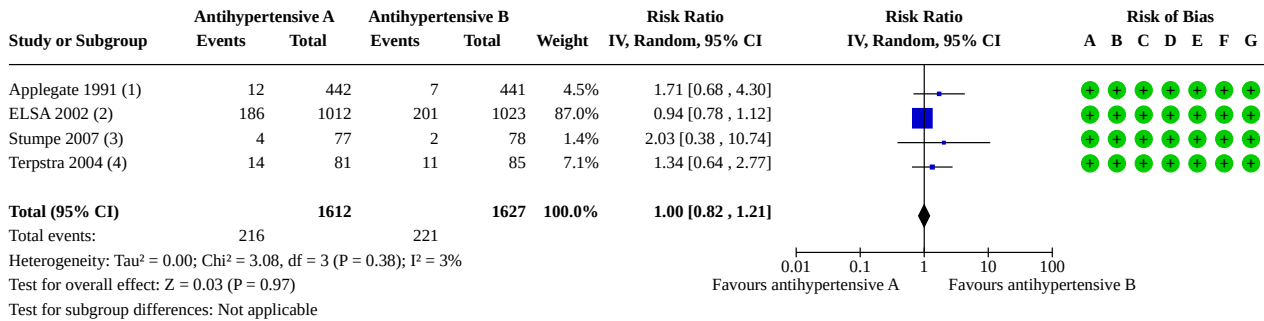 Antihypertensive A Antihypertensive B Risk Ratio Risk Ratio Risk of Bias
Study or Subgroup Events Total Events Total Weight IV, Random, 95% CI IV, Random, 95% CI A B C D E F G
Applegate 1991 (1) 12 442 7 441 4.5% 1.71 [0.68 , 4.30] + + + + + + +
ELSA 2002 (2) 186 1012 201 1023 87.0% 0.94 [0.78 , 1.12] + + + + + + +
Stumpe 2007 (3) 4 77 2 78 1.4% 2.03 [0.38 , 10.74] + + + + + + +
Terpstra 2004 (4) 14 81 11 85 7.1% 1.34 [0.64 , 2.77] + + + + + + +
Total (95% CI) 1612 1627 100.0% 1.00 [0.82 , 1.21]
Total events: 216 221
Heterogeneity: Tau² = 0.00; Chi² = 3.08, df = 3 (P = 0.38); I² = 3%
0.01 0.1 1 10 100
Test for overall effect: Z = 0.03 (P = 0.97) Favours antihypertensive A Favours antihypertensive B
Test for subgroup differences: Not applicable